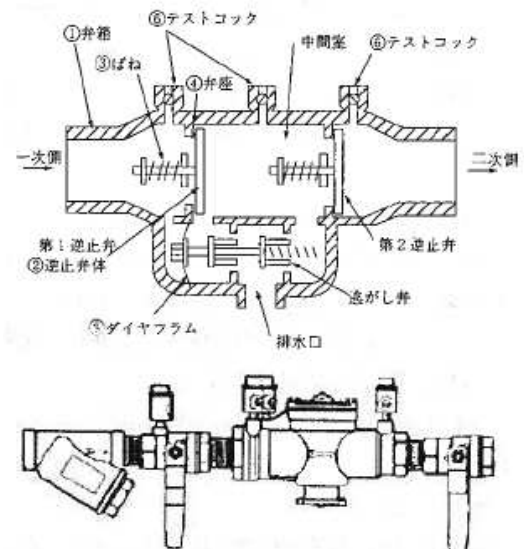 ⑥テストコック
①弁箱
③ばね
④弁座
中間室
⑥テストコック
一次側
二次側
第1逆止弁
②逆止弁体
第2逆止弁
逃がし弁
⑤ダイヤフラム
排水口